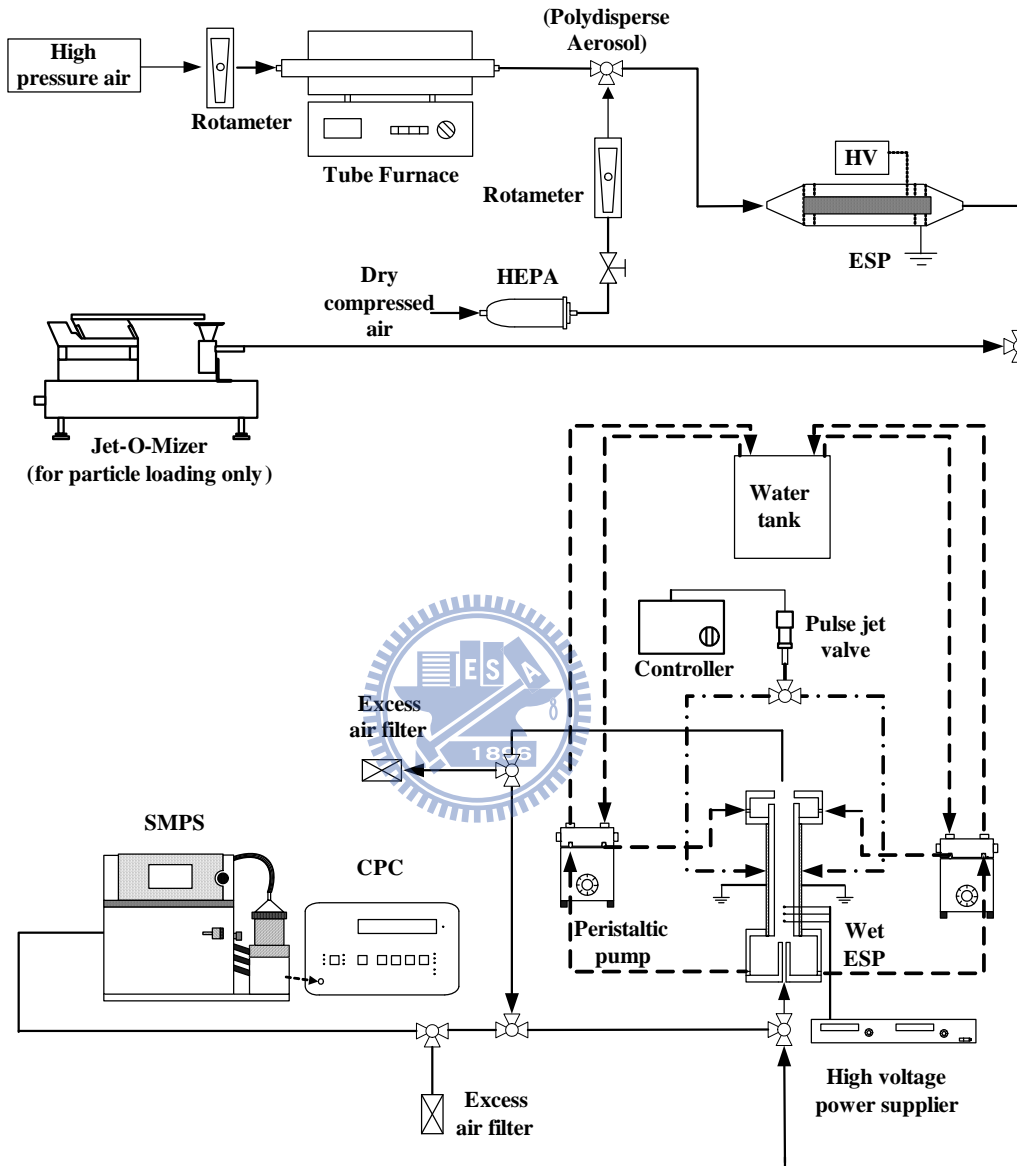 (Polydisperse
Aerosol)
High
pressure air
Rotameter
Tube Furnace
Rotameter
HV
ESP
HEPA
Dry
compressed
air
Jet-O-Mizer
(for particle loading only)
Water
tank
Controller
Pulse jet
valve
E S A
1896
Excess
air filter
SMPS
CPC
Peristaltic
pump
Wet
ESP
High voltage
power supplier
Excess
air filter